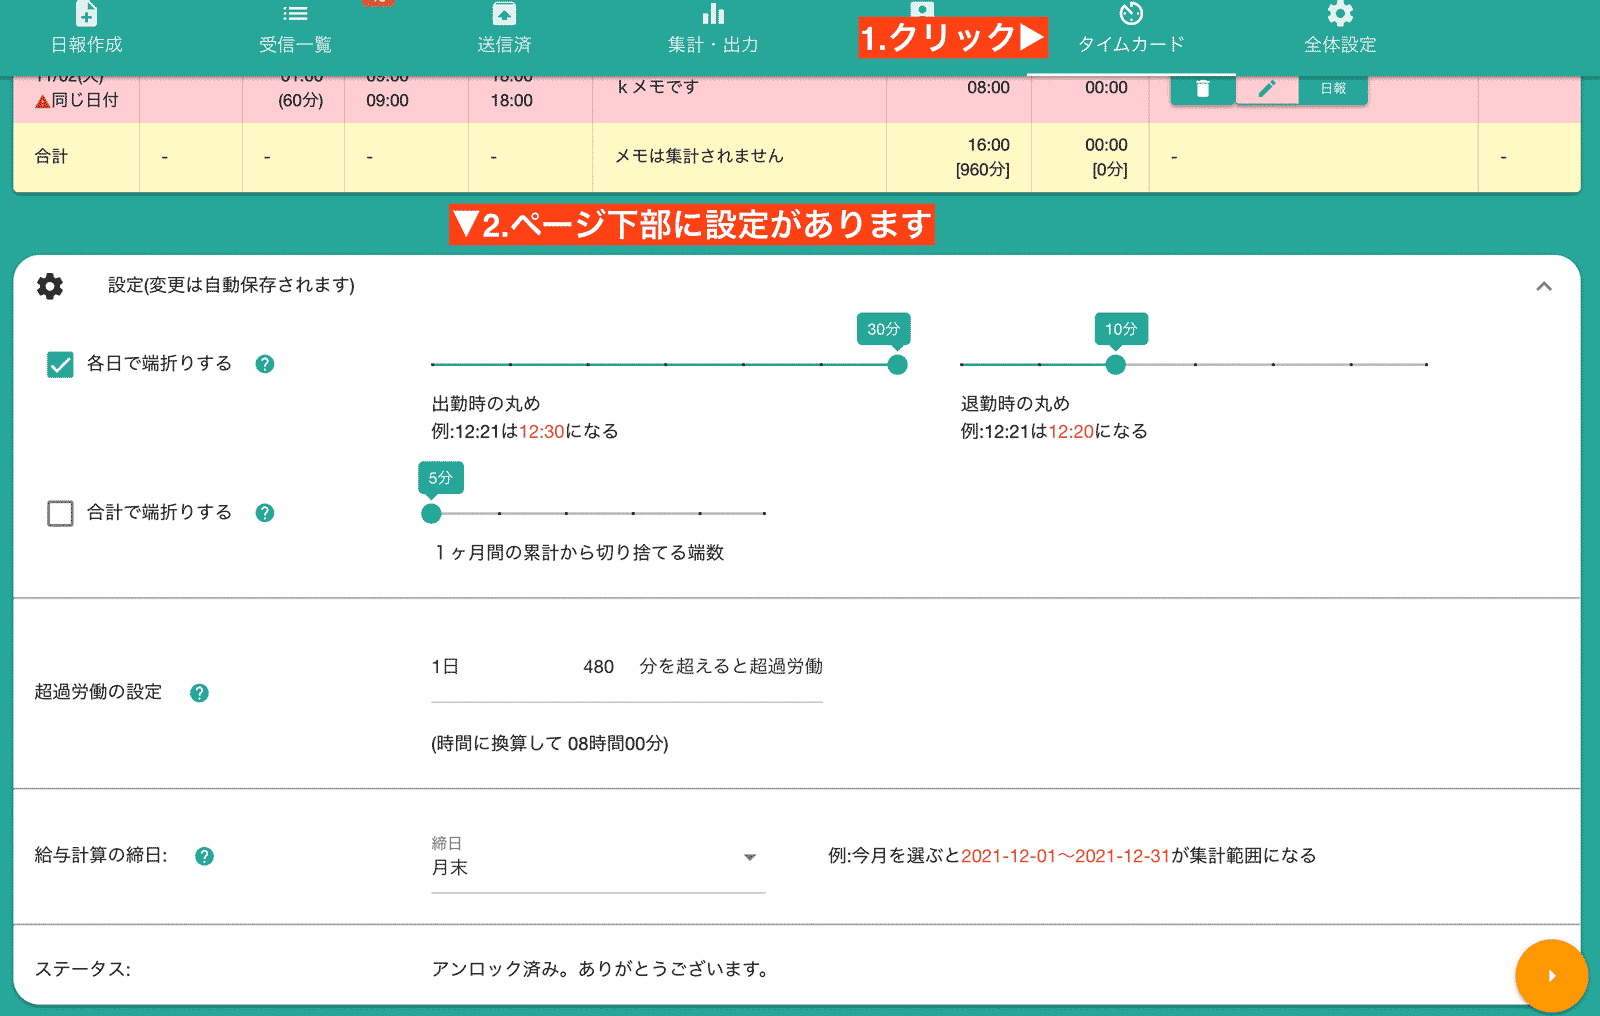 日報作成
受信一覧
送信済
集計・出力
1.クリック▶
タイムカード
全体設定
11/02(火)
▲同じ日付
01:00
(60分)
09:00
09:00
18:00
18:00
k メモです
08:00
00:00
日報
合計
-
-
-
-
メモは集計されません
16:00
[960分]
00:00
[0分]
-
-
▼2.ページ下部に設定があります
設定(変更は自動保存されます)
各日で端折りする
?
30分
出勤時の丸め
例:12:21は12:30になる
10分
退勤時の丸め
例:12:21は12:20になる
合計で端折りする
?
5分
1ヶ月間の累計から切り捨てる端数
超過労働の設定
?
1日 480 分を超えると超過労働
(時間に換算して 08時間00分)
給与計算の締日:
?
締日
月末
例:今月を選ぶと2021-12-01〜2021-12-31が集計範囲になる
ステータス:
アンロック済み。ありがとうございます。